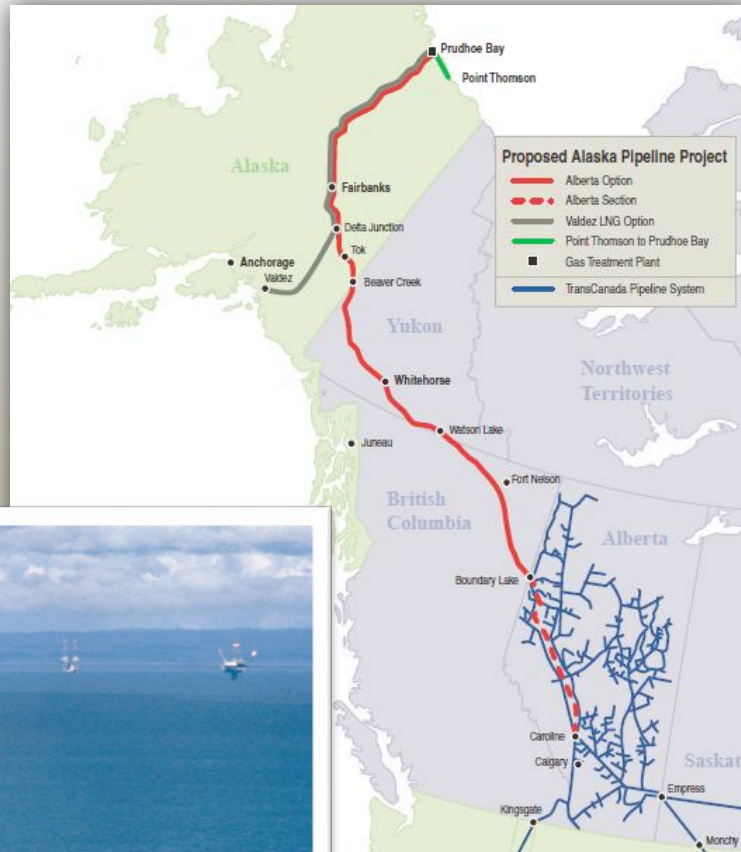 Prudhoe Bay
Point Thomson
Proposed Alaska Pipeline Project
Alberta Option
Alberta Section
Valdez LNG Option
Point Thomson to Prudhoe Bay
Gas Treatment Plant
TransCanada Pipeline System
Alaska
Fairbanks
Delta Junction
Tok
Anchorage
Valdez
Beaver Creek
Yukon
Northwest
Territories
Whitehorse
Watson Lake
Juneau
Fort Nelson
British
Columbia
Alberta
Boundary Lake
Caroline
Calgary
Saskat
Empress
Kingsgate
Monchy